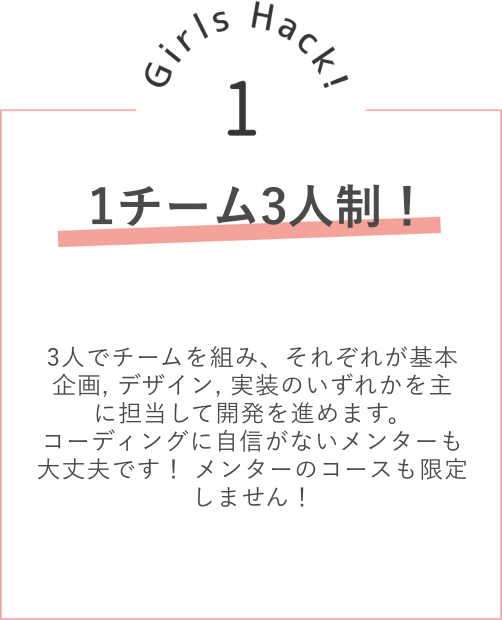 Girls Hack!
1
1チーム3人制！
3人でチームを組み、それぞれが基本
企画, デザイン, 実装のいずれかを主
に担当して開発を進めます。
コーディングに自信がないメンターも
大丈夫です！ メンターのコースも限定
しません！